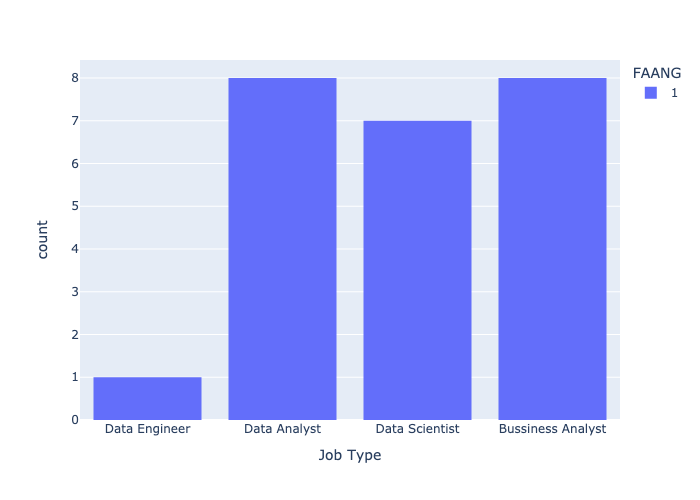 FAANG
1
8
7
6
5
4
3
2
1
0
count
Data Engineer
Data Analyst
Data Scientist
Bussiness Analyst
Job Type